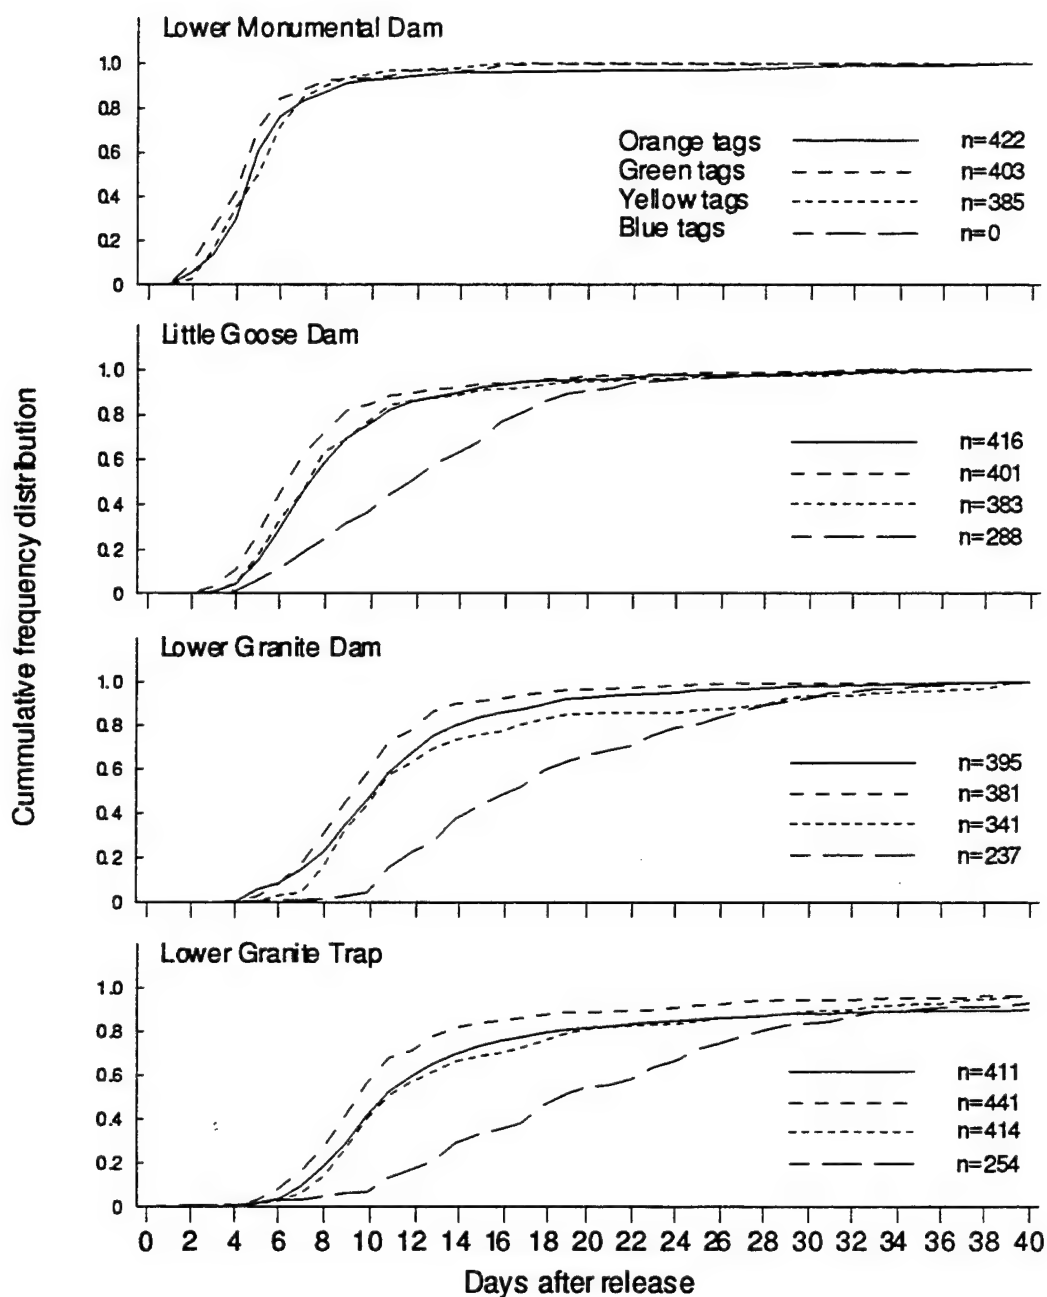 Lower Monumental Dam
1.0
0.8
0.6
0.4
0.2
0
Orange tags n=422
Green tags n=403
Yellow tags n=385
Blue tags n=0
Little Goose Dam
1.0
0.8
0.6
0.4
0.2
0
n=416
n=401
n=383
n=288
Lower Granite Dam
1.0
0.8
0.6
0.4
0.2
0
n=395
n=381
n=341
n=237
Lower Granite Trap
1.0
0.8
0.6
0.4
0.2
0
n=411
n=441
n=414
n=254
0 2 4 6 8 10 12 14 16 18 20 22 24 26 28 30 32 34 36 38 40
Days after release
Cummulative frequency distribution